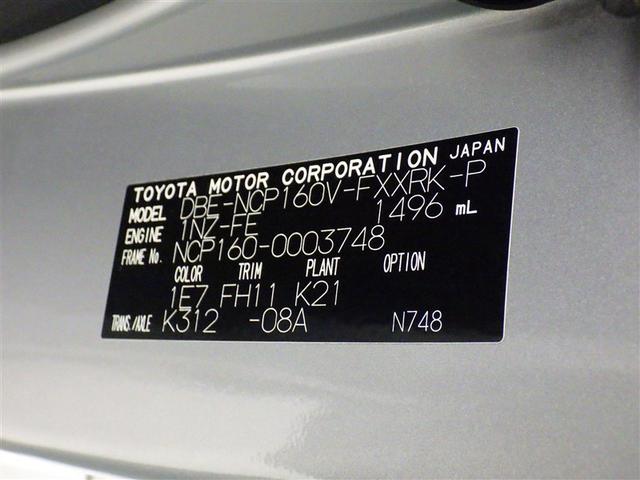 TOYOTA MOTOR CORPORATION JAPAN
MODEL DBE-NCP160V-FXXRK-P
ENGINE 1NZ-FE 1496 mL
FRAME No. NCP160-0003748
COLOR TRIM PLANT OPTION
1E7 FH11 K21
TRANS./AXLE K312 -08A N748